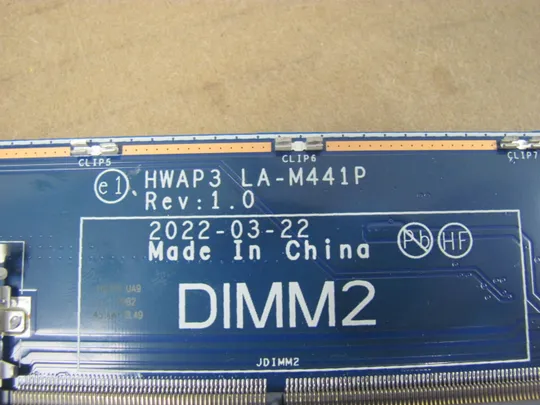 CLIP5
CLIP6
CLIP7
e1
HWAP3 LA-M441P
Rev:1.0
2022-03-22
Made In China
Pb
HF
DIMM2
JDIMM2